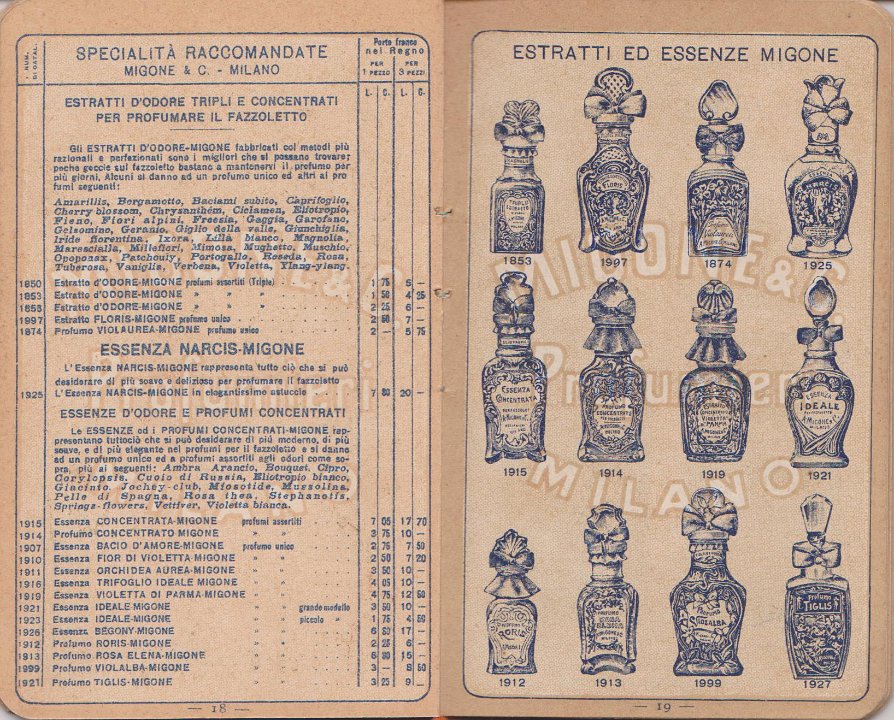 NUM. DI CATAL.
SPECIALITÀ RACCOMANDATE
MIGONE & C. - MILANO
Porto franco
nel Regno
PER 1 PEZZO
PER 3 PEZZI
L. C. L. C.
ESTRATTI D'ODORE TRIPLI E CONCENTRATI
PER PROFUMARE IL FAZZOLETTO
Gli ESTRATTI D'ODORE-MIGONE fabbricati coi metodi più
razionali e perfezionati sono i migliori che si possano trovare;
poche goccie sul fazzoletto bastano a mantenervi il profumo per
più giorni. Alcuni si danno ad un profumo unico ed altri ai pro
fumi seguenti:
Amarillis, Bergamotto, Baciami subito, Caprifoglio,
Cherry blossom, Chrysanthém, Ciclamen, Eliotropio,
Fieno, Fiori alpini, Freesia, Gaggia, Garofano,
Gelsomino, Geranio, Giglio della valle, Giunchiglia,
Iride fiorentina, Ixora, Lillà bianco, Magnolia,
Marescialla, Millefiori, Mimosa, Mughetto, Muschio,
Opoponax, Patchouly, Portogallo, Reseda, Rosa,
Tuberosa, Vaniglia, Verbena, Violetta, Ylang-ylang.
1850 Estratto d'ODORE-MIGONE profumi assortiti (Triple) 1 75 5 —
1853 Estratto d'ODORE-MIGONE » » 1 50 4 25
1858 Estratto d'ODORE-MIGONE » » 2 25 6 —
1997 Estratto FLORIS-MIGONE profumo unico 2 50 7 —
1874 Profumo VIOLAUREA-MIGONE profumo unico 2 — 5 75
ESSENZA NARCIS-MIGONE
L'Essenza NARCIS-MIGONE rappresenta tutto ciò che si può
desiderare di più soave e delizioso per profumare il fazzoletto
1925 L'Essenza NARCIS-MIGONE in elegantissimo astuccio 7 80 20 —
ESSENZE D'ODORE E PROFUMI CONCENTRATI
Le ESSENZE ed i PROFUMI CONCENTRATI-MIGONE rap-
presentano tuttociò che si può desiderare di più moderno, di più
soave, e di più elegante nei profumi per il fazzoletto e si danno
ad un profumo unico ed a profumi assortiti agli odori come so-
pra, più ai seguenti: Ambra Arancio, Bouquet, Cipro,
Corylopsis, Cuoio di Russia, Eliotropio bianco,
Giacinto, Jockey-club, Miosotide, Mussolina,
Pelle di Spagna, Rosa thea, Stephanotis,
Springs-flowers, Vettiver, Violetta bianca.
1915 Essenza CONCENTRATA-MIGONE profumi assortiti 7 05 17 70
1914 Profumo CONCENTRATO MIGONE » » 3 75 10 —
1907 Essenza BACIO D'AMORE-MIGONE profumo unico 2 75 7 50
1910 Essenza FIOR DI VIOLETTA-MIGONE » » 2 50 7 20
1911 Essenza ORCHIDEA AUREA-MIGONE » » 3 50 10 —
1916 Essenza TRIFOGLIO IDEALE MIGONE » » 4 05 10 —
1919 Essenza VIOLETTA DI PARMA-MIGONE » » 4 75 12 50
1921 Essenza IDEALE-MIGONE » » grande modello 3 50 10 —
1923 Essenza IDEALE-MIGONE » » piccolo » 1 75 4 50
1926 Essenza BEGONY-MIGONE » » 6 80 17 —
1912 Profumo RORIS-MIGONE » » 2 25 6 —
1913 Profumo ROSA ELENA-MIGONE » » 6 80 15 —
1999 Profumo VIOLALBA-MIGONE » » 3 — 8 50
1921 Profumo TIGLIS-MIGONE » » 3 25 9 —
— 18 —
ESTRATTI ED ESSENZE MIGONE
1853 1997 1874 1925
MIGONE & C.
Profumieri
ESSENZA CONCENTRATA
ESSENZA IDEALE
1915 1914 1919 1921
MILANO
Profumo TIGLIS
1912 1913 1999 1927
— 19 —